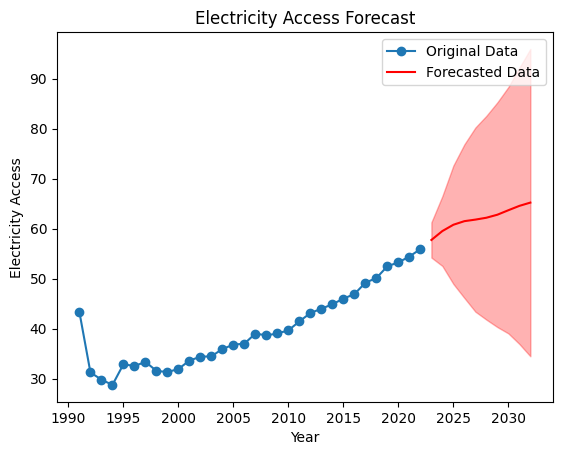 Electricity Access Forecast
Original Data
Forecasted Data
Electricity Access
90
80
70
60
50
40
30
1990 1995 2000 2005 2010 2015 2020 2025 2030
Year